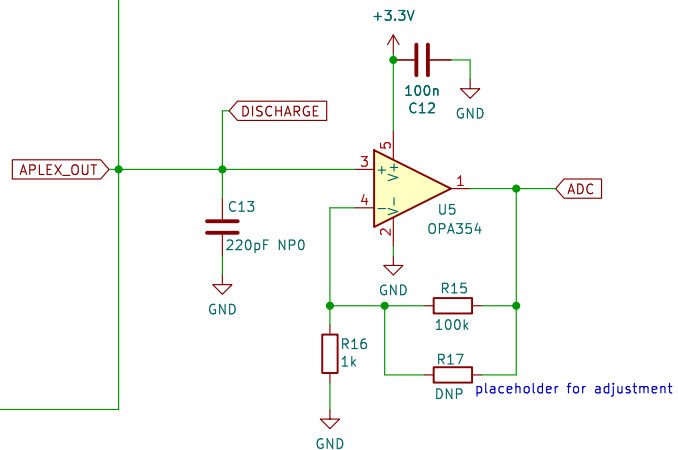 +3.3V
100n
C12
GND
DISCHARGE
APLEX_OUT
3
+
V+
5
4
-
V-
2
1
ADC
U5
OPA354
C13
220pF NP0
GND
GND
R15
100k
R16
1k
R17
DNP
placeholder for adjustment
GND